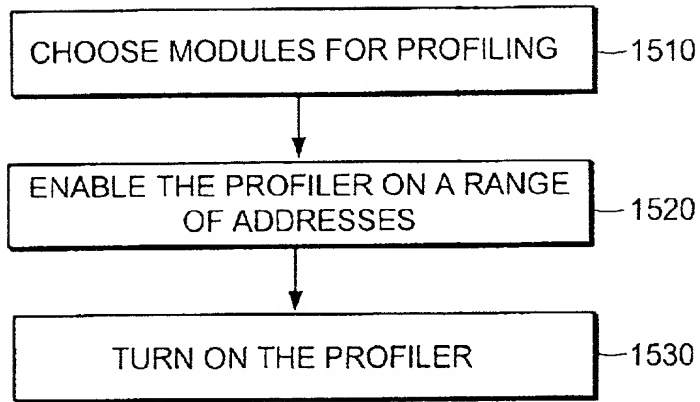 CHOOSE MODULES FOR PROFILING 1510
ENABLE THE PROFILER ON A RANGE
OF ADDRESSES 1520
TURN ON THE PROFILER 1530